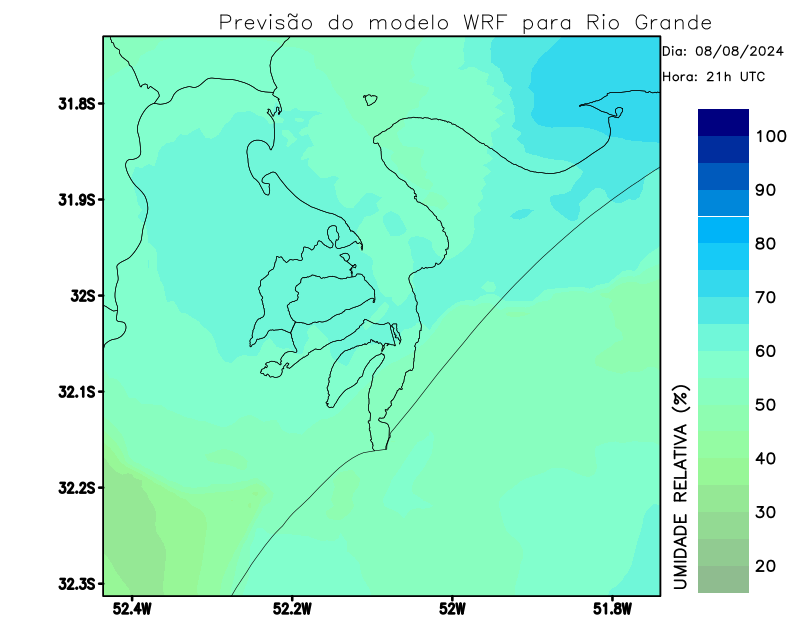 Previsão do modelo WRF para Rio Grande
Dia: 08/08/2024
Hora: 21h UTC
31.8S
31.9S
32S
32.1S
32.2S
32.3S
52.4W
52.2W
52W
51.8W
100
90
80
70
60
50
40
30
20
UMIDADE RELATIVA (%)